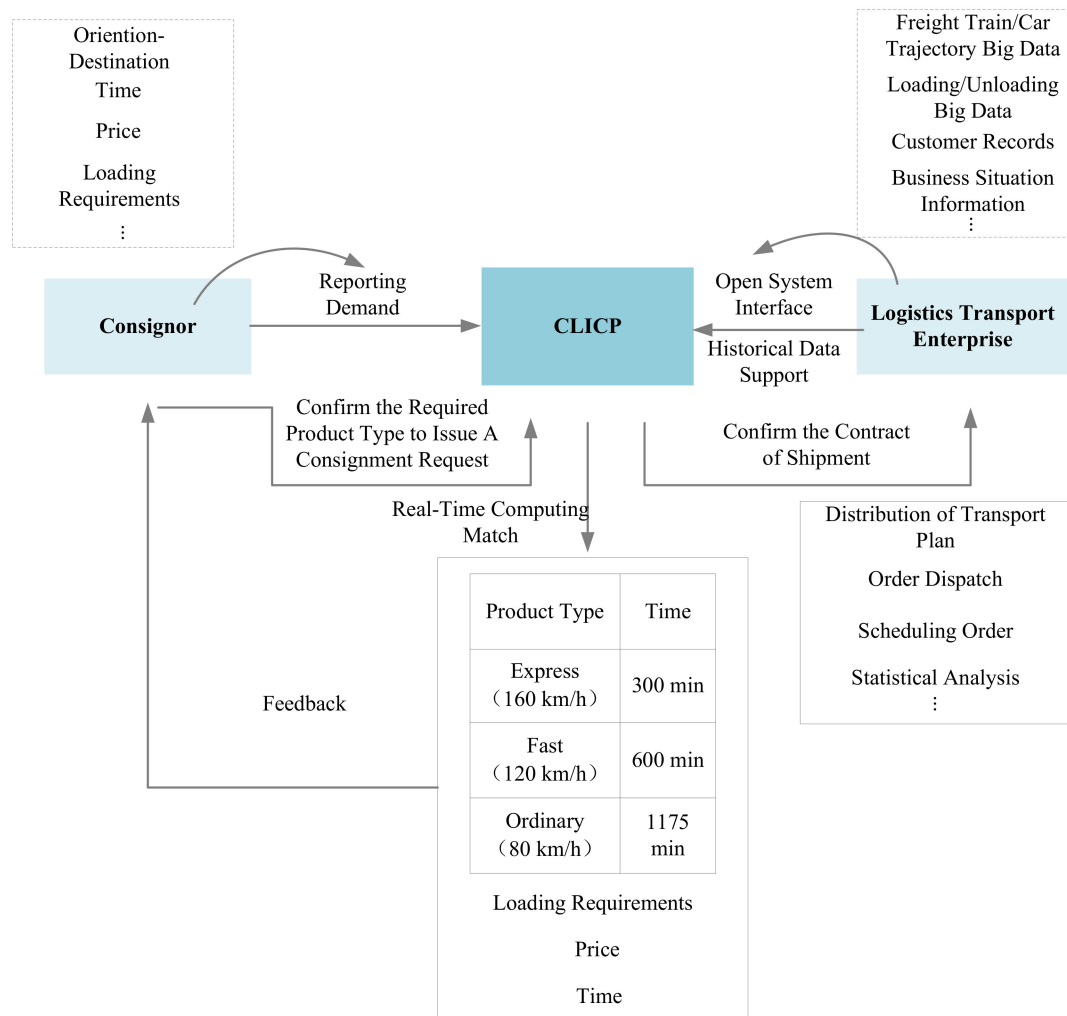 Oriention-
Destination
Time
Price
Loading
Requirements
⋮
Freight Train/Car
Trajectory Big Data
Loading/Unloading
Big Data
Customer Records
Business Situation
Information
⋮
Consignor
Reporting
Demand
CLICP
Open System
Interface
Historical Data
Support
Logistics Transport
Enterprise
Confirm the Required
Product Type to Issue A
Consignment Request
Confirm the Contract
of Shipment
Real-Time Computing
Match
Distribution of Transport
Plan
Order Dispatch
Scheduling Order
Statistical Analysis
⋮
Feedback
Product Type Time
Express
（160 km/h） 300 min
Fast
（120 km/h） 600 min
Ordinary
（80 km/h）
1175
min
Loading Requirements
Price
Time